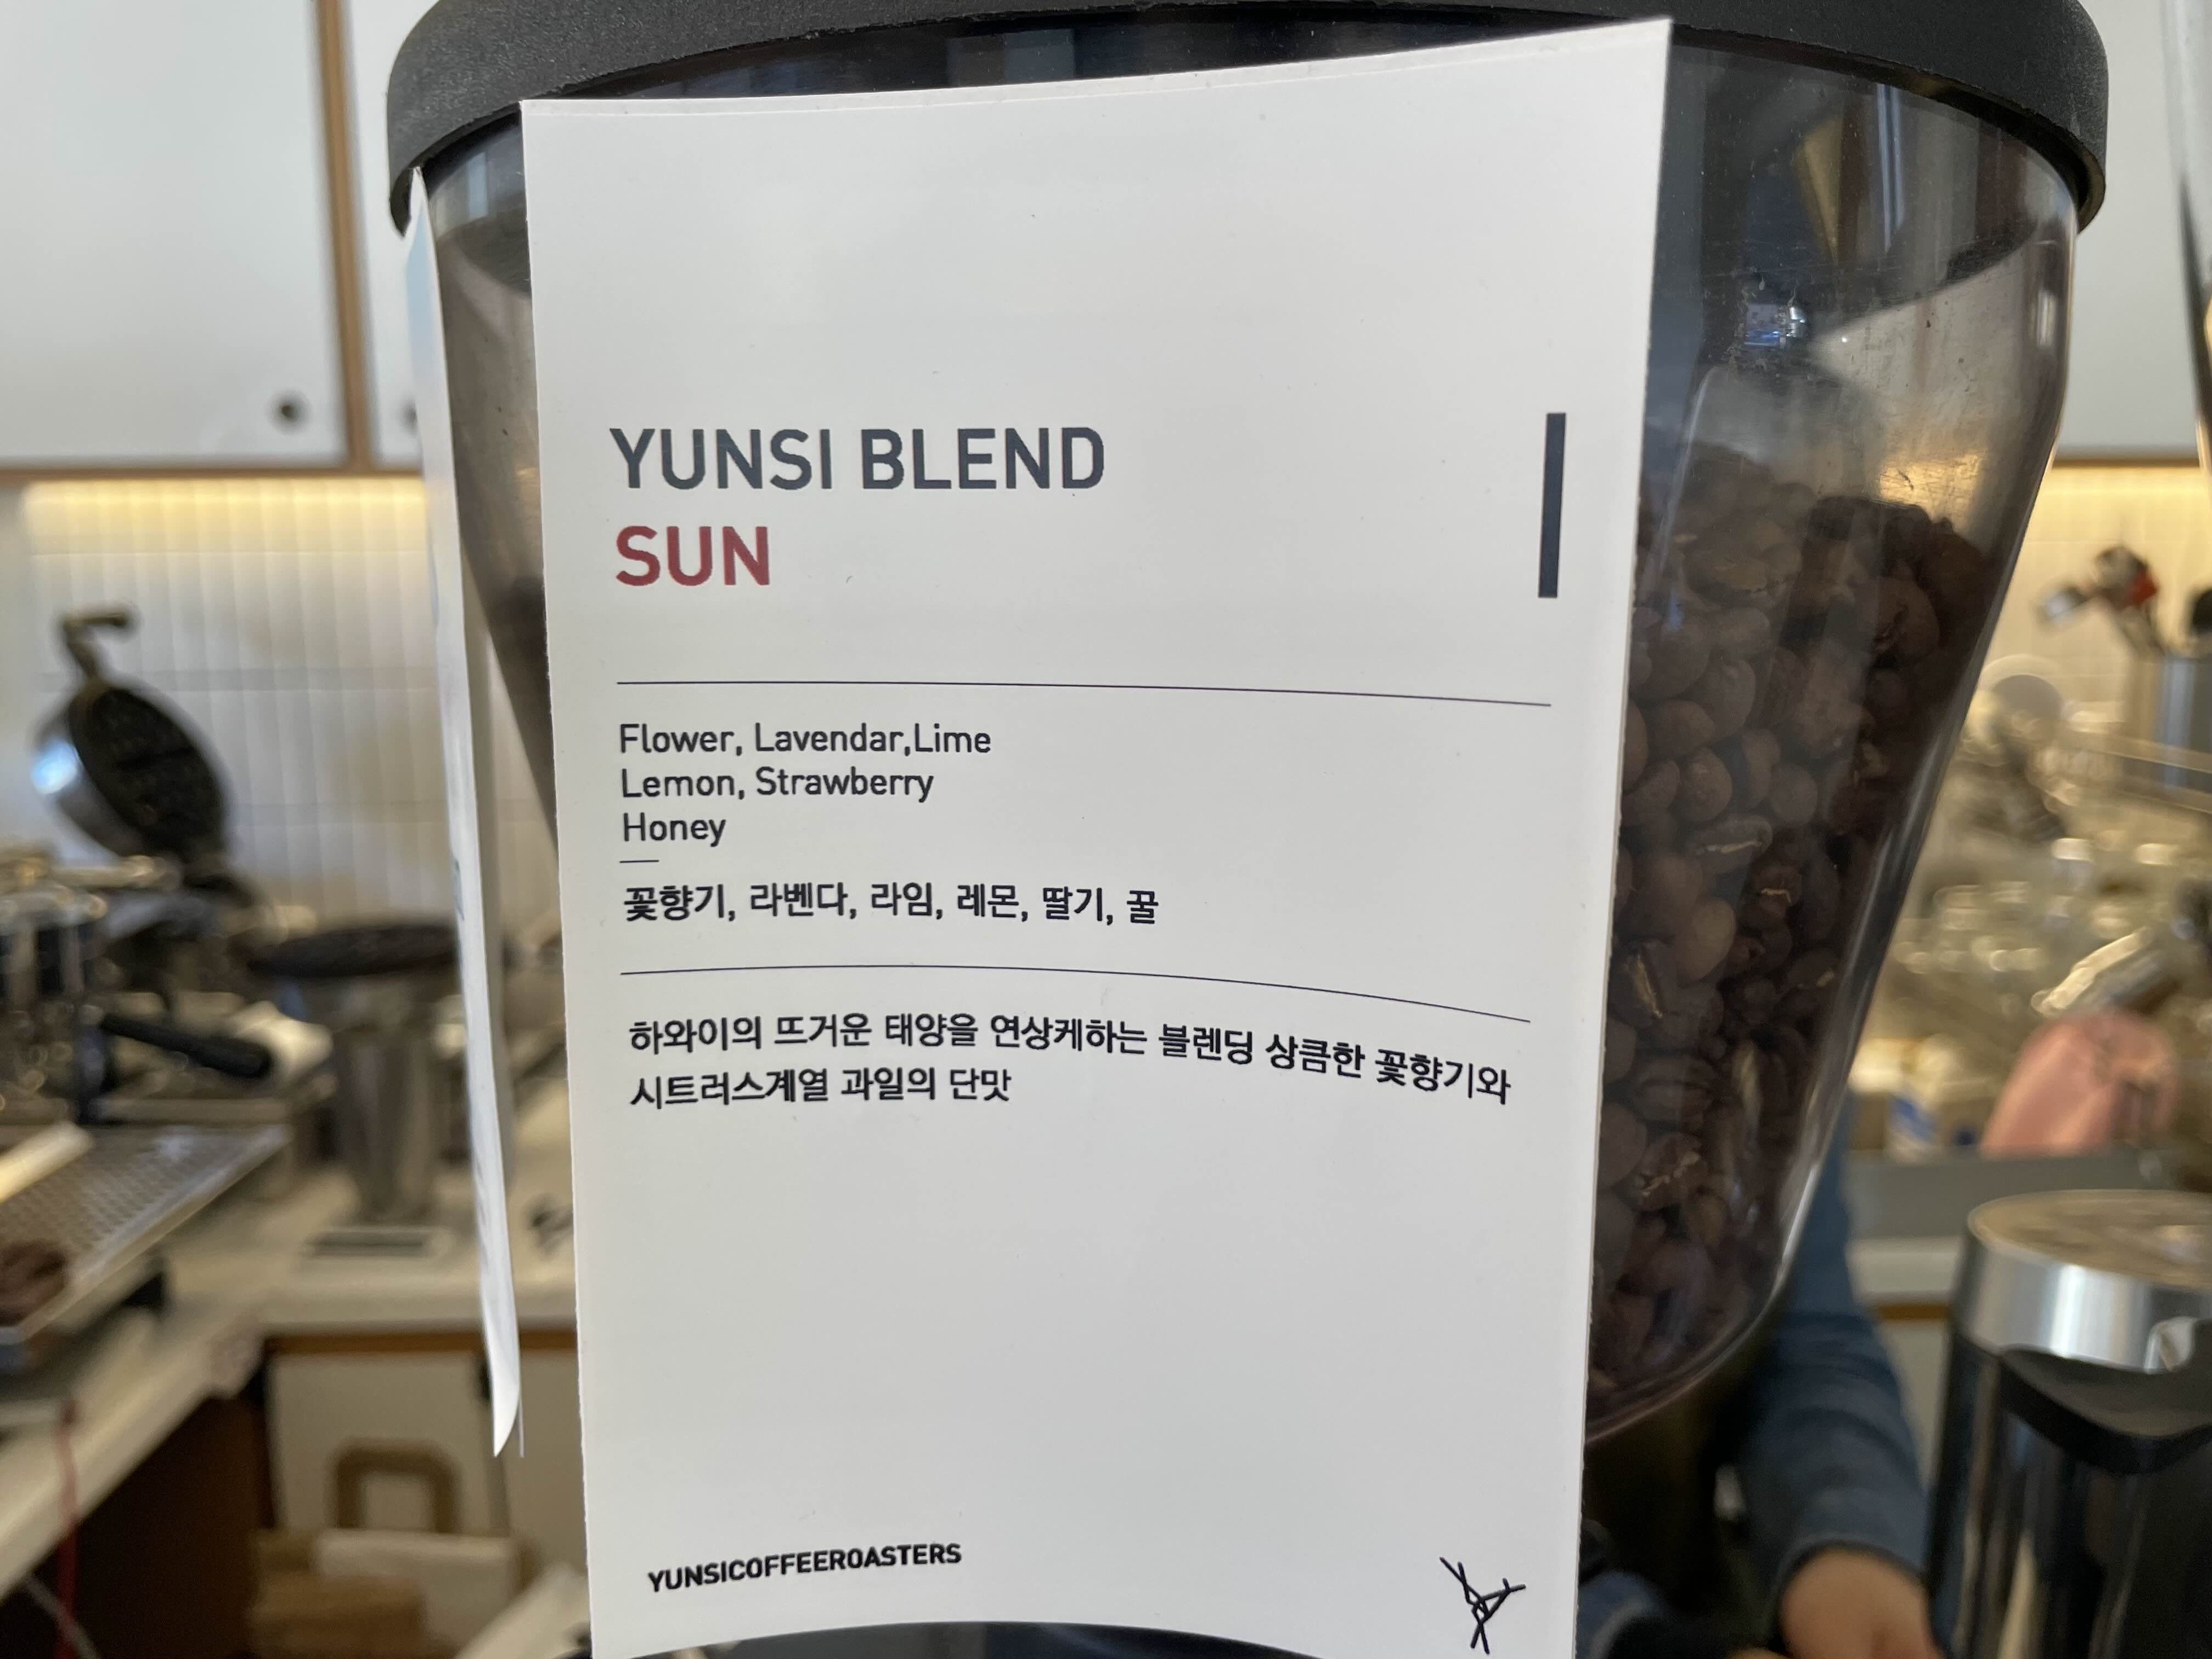 YUNSI BLEND
SUN
Flower, Lavendar,Lime
Lemon, Strawberry
Honey
꽃향기, 라벤다, 라임, 레몬, 딸기, 꿀
하와이의 뜨거운 태양을 연상케하는 블렌딩 상큼한 꽃향기와
시트러스계열 과일의 단맛
YUNSICOFFEEROASTERS